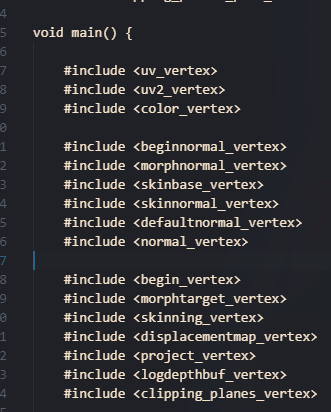 4
5 void main() {
6
7 #include <uv_vertex>
8 #include <uv2_vertex>
9 #include <color_vertex>
0
1 #include <beginnormal_vertex>
2 #include <morphnormal_vertex>
3 #include <skinbase_vertex>
4 #include <skinnormal_vertex>
5 #include <defaultnormal_vertex>
6 #include <normal_vertex>
7
8 #include <begin_vertex>
9 #include <morphtarget_vertex>
0 #include <skinning_vertex>
1 #include <displacementmap_vertex>
2 #include <project_vertex>
3 #include <logdepthbuf_vertex>
4 #include <clipping_planes_vertex>